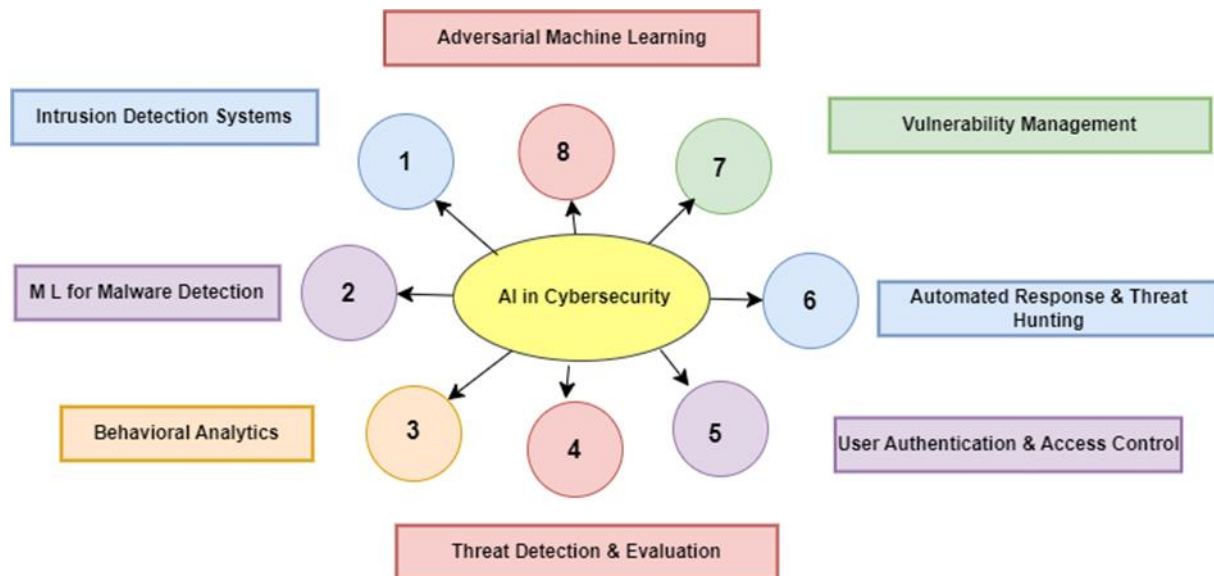 Adversarial Machine Learning
Intrusion Detection Systems
1
8
7
Vulnerability Management
M L for Malware Detection
2
AI in Cybersecurity
6
Automated Response & Threat
Hunting
Behavioral Analytics
3
4
5
User Authentication & Access Control
Threat Detection & Evaluation